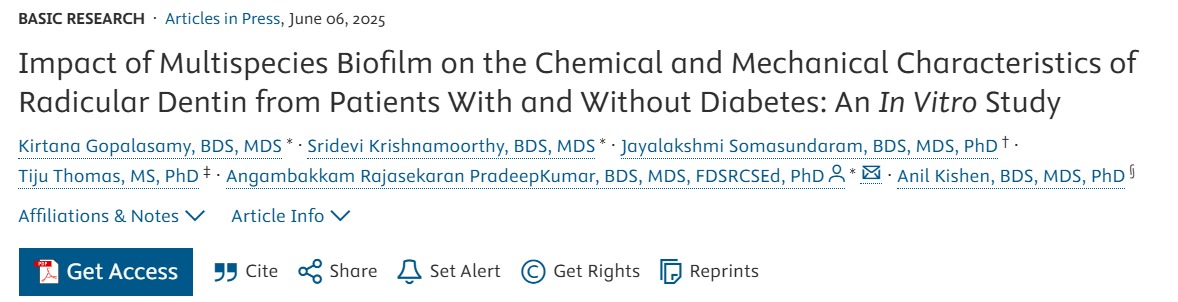 BASIC RESEARCH · Articles in Press, June 06, 2025
Impact of Multispecies Biofilm on the Chemical and Mechanical Characteristics of
Radicular Dentin from Patients With and Without Diabetes: An In Vitro Study
Kirtana Gopalasamy, BDS, MDS * · Sridevi Krishnamoorthy, BDS, MDS * · Jayalakshmi Somasundaram, BDS, MDS, PhD † ·
Tiju Thomas, MS, PhD ‡ · Angambakkam Rajasekaran PradeepKumar, BDS, MDS, FDSRCSEd, PhD * · Anil Kishen, BDS, MDS, PhD §
Affiliations & Notes Article Info
PDF Get Access Cite Share Set Alert © Get Rights Reprints